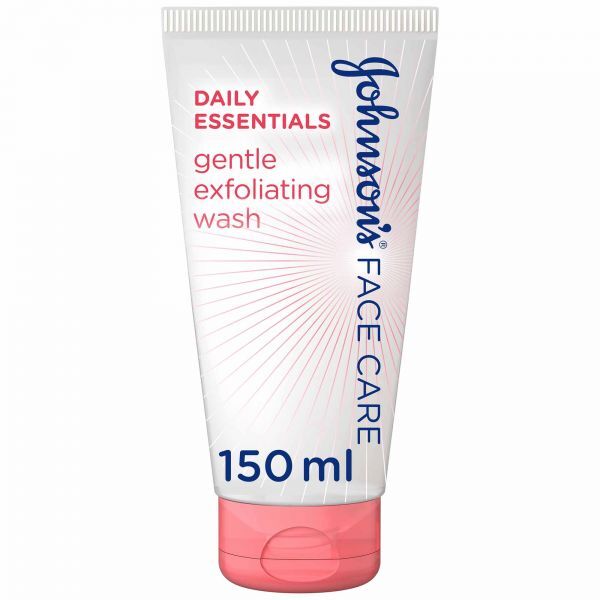 DAILY
ESSENTIALS
gentle
exfoliating
wash
Johnson's® FACE CARE
150 ml